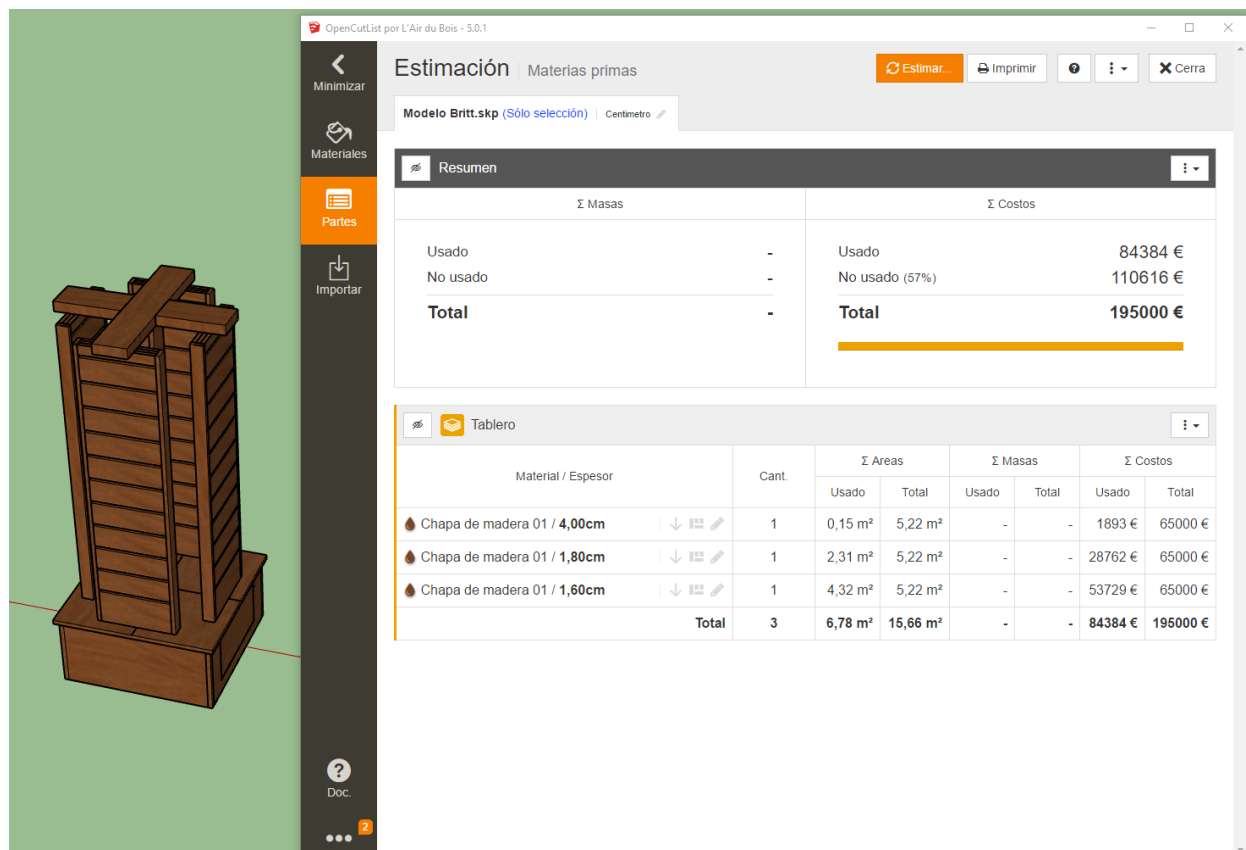 OpenCutList por L'Air du Bois - 5.0.1
Minimizar
Materiales
Partes
Importar
Doc.
2
Estimación Materias primas
Estimar... Imprimir Cerra
Modelo Britt.skp (Sólo selección) Centímetro
Resumen
Σ Masas Σ Costos
Usado - Usado 84384 €
No usado - No usado (57%) 110616 €
Total - Total 195000 €
Tablero
Material / Espesor Cant. Σ Areas Σ Masas Σ Costos
Usado Total Usado Total Usado Total
Chapa de madera 01 / 4,00cm 1 0,15 m² 5,22 m² - - 1893 € 65000 €
Chapa de madera 01 / 1,80cm 1 2,31 m² 5,22 m² - - 28762 € 65000 €
Chapa de madera 01 / 1,60cm 1 4,32 m² 5,22 m² - - 53729 € 65000 €
Total 3 6,78 m² 15,66 m² - - 84384 € 195000 €